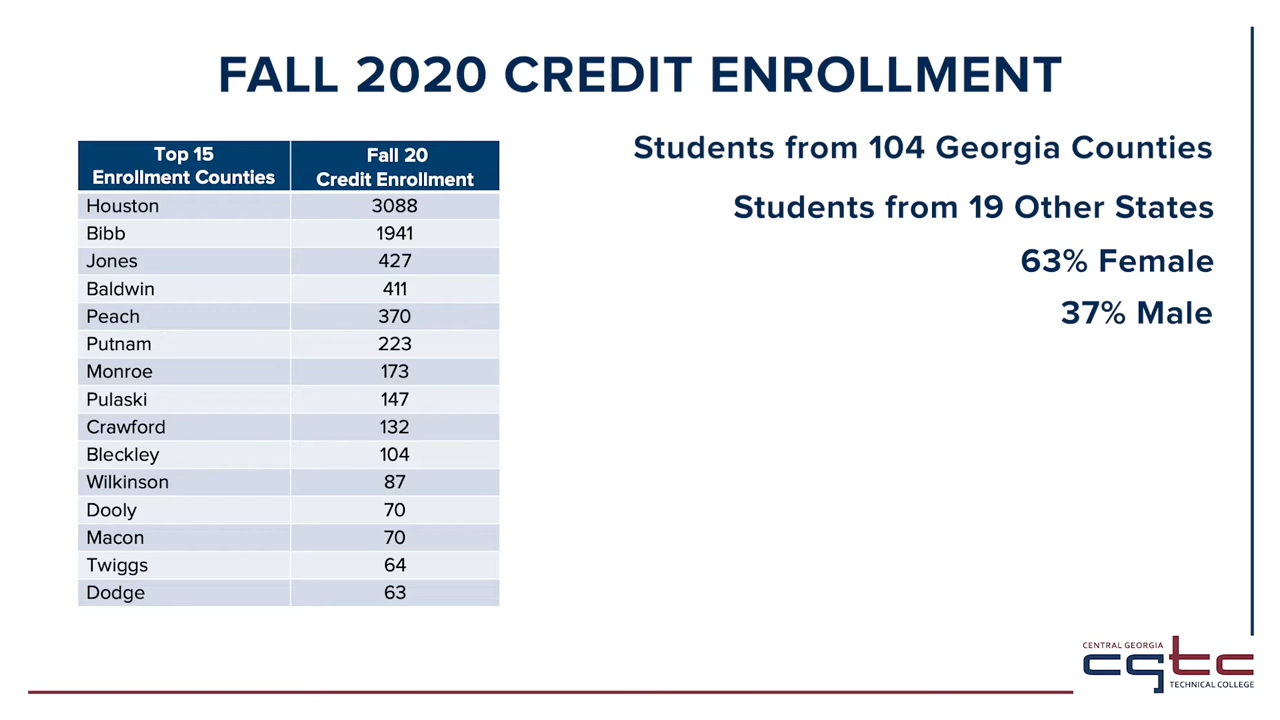 FALL 2020 CREDIT ENROLLMENT
Top 15
Enrollment Counties
Fall 20
Credit Enrollment
Houston 3088
Bibb 1941
Jones 427
Baldwin 411
Peach 370
Putnam 223
Monroe 173
Pulaski 147
Crawford 132
Bleckley 104
Wilkinson 87
Dooly 70
Macon 70
Twiggs 64
Dodge 63
Students from 104 Georgia Counties
Students from 19 Other States
63% Female
37% Male
CENTRAL GEORGIA
cgtc
TECHNICAL COLLEGE